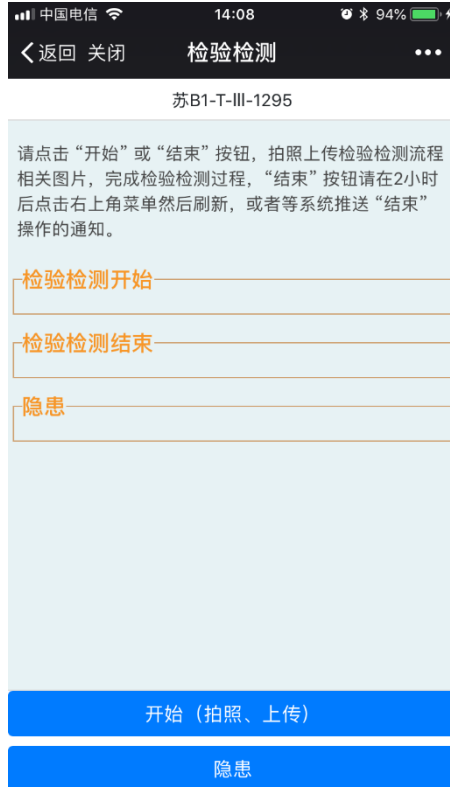 中国电信 14:08 94%
返回 关闭 检验检测
苏B1-T-III-1295
请点击“开始”或“结束”按钮，拍照上传检验检测流程
相关图片，完成检验检测过程，“结束”按钮请在2小时
后点击右上角菜单然后刷新，或者等系统推送“结束”
操作的通知。
检验检测开始
检验检测结束
隐患
开始（拍照、上传）
隐患